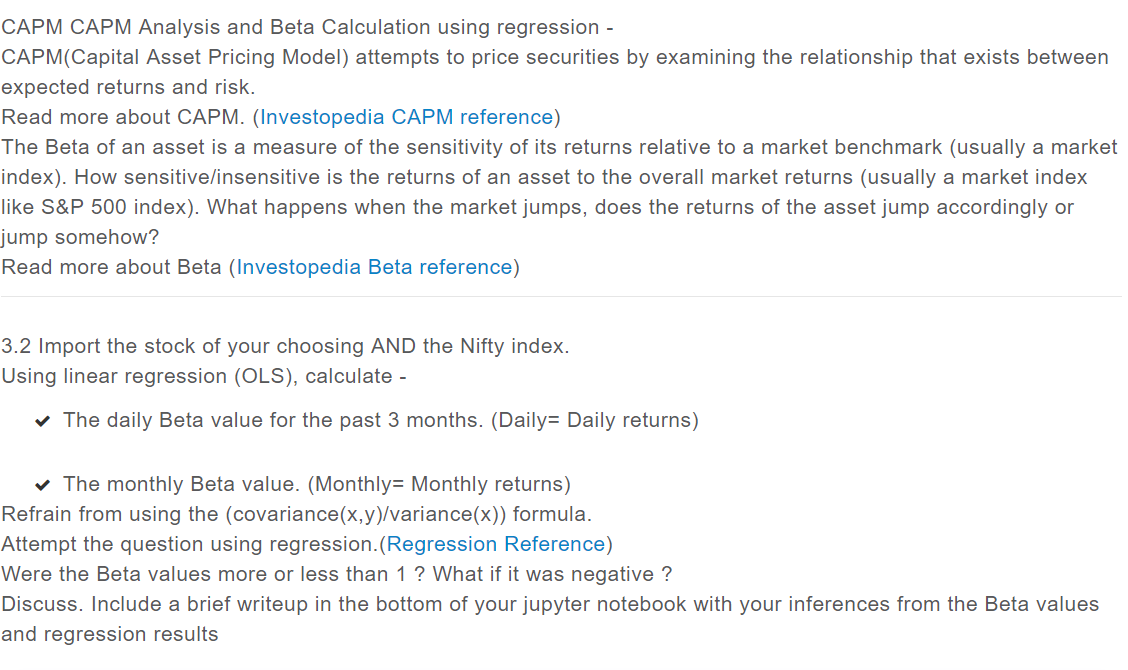 CAPM CAPM Analysis and Beta Calculation using regression -
CAPM(Capital Asset Pricing Model) attempts to price securities by examining the relationship that exists between
expected returns and risk.
Read more about CAPM. (Investopedia CAPM reference)
The Beta of an asset is a measure of the sensitivity of its returns relative to a market benchmark (usually a market
index). How sensitive/insensitive is the returns of an asset to the overall market returns (usually a market index
like S&P 500 index). What happens when the market jumps, does the returns of the asset jump accordingly or
jump somehow?
Read more about Beta (Investopedia Beta reference)
3.2 Import the stock of your choosing AND the Nifty index.
Using linear regression (OLS), calculate -
✔ The daily Beta value for the past 3 months. (Daily= Daily returns)
✔ The monthly Beta value. (Monthly= Monthly returns)
Refrain from using the (covariance(x,y)/variance(x)) formula.
Attempt the question using regression.(Regression Reference)
Were the Beta values more or less than 1 ? What if it was negative ?
Discuss. Include a brief writeup in the bottom of your jupyter notebook with your inferences from the Beta values
and regression results